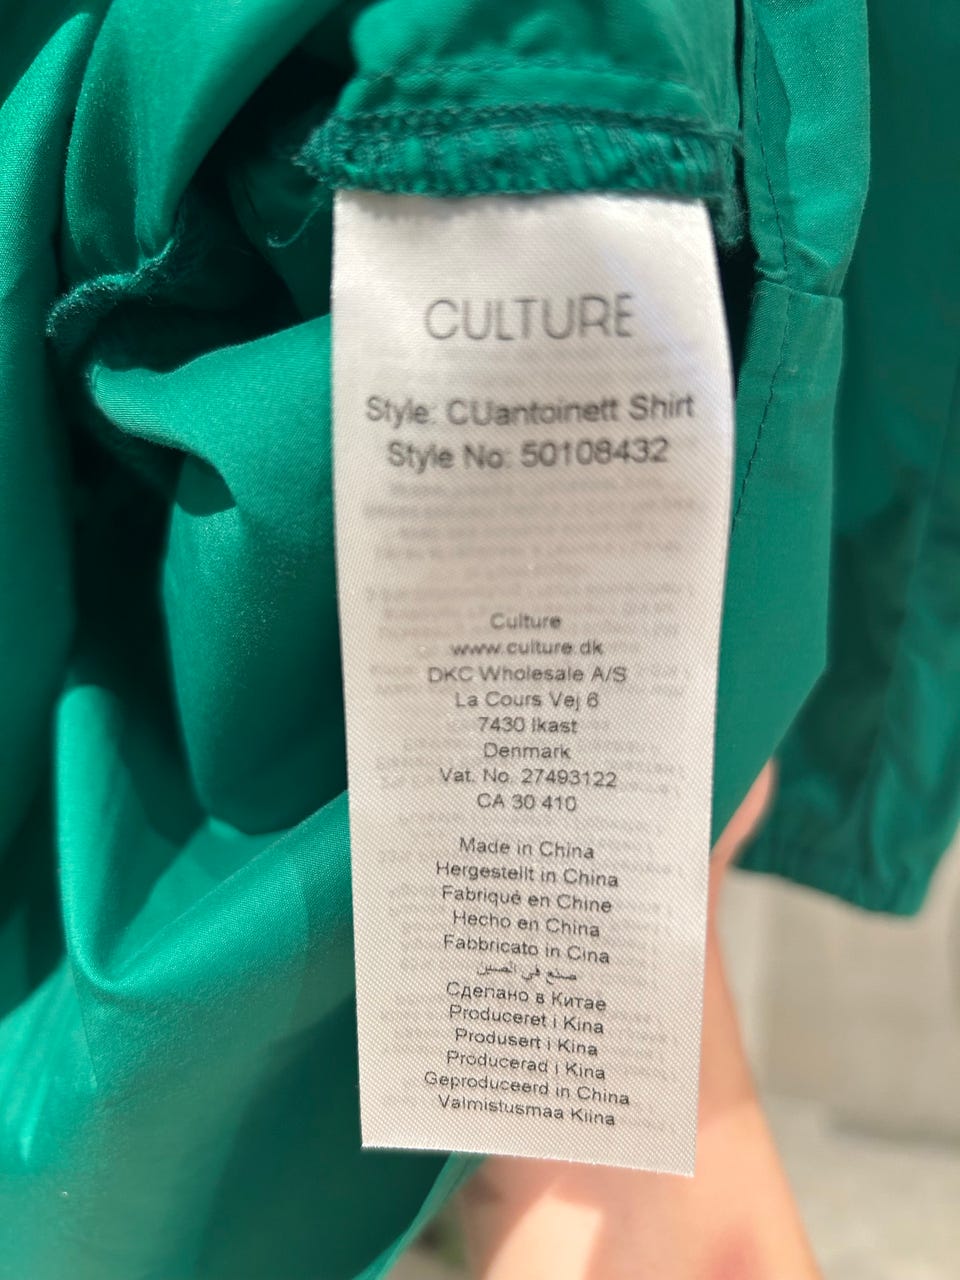 CULTURE
Style: CUantoinett Shirt
Style No: 50108432
Culture
www.culture.dk
DKC Wholesale A/S
La Cours Vej 6
7430 Ikast
Denmark
Vat. No. 27493122
CA 30 410
Made in China
Hergestellt in China
Fabriqué en Chine
Hecho en China
Fabbricato in Cina
صنع في الصين
Сделано в Китае
Produceret i Kina
Produsert i Kina
Producerad i Kina
Geproduceerd in China
Valmistusmaa Kiina